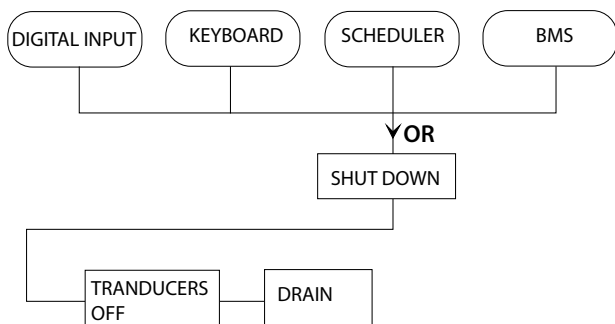 DIGITAL INPUT
KEYBOARD
SCHEDULER
BMS
OR
SHUT DOWN
TRANDUCERS
OFF
DRAIN